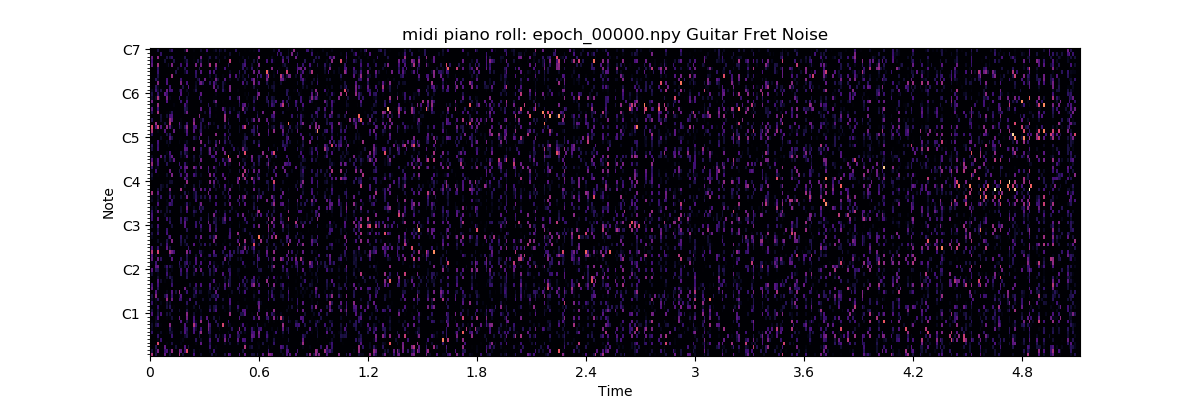 midi piano roll: epoch_00000.npy Guitar Fret Noise
C7
C6
C5
C4
C3
C2
C1
Note
0 0.6 1.2 1.8 2.4 3 3.6 4.2 4.8
Time